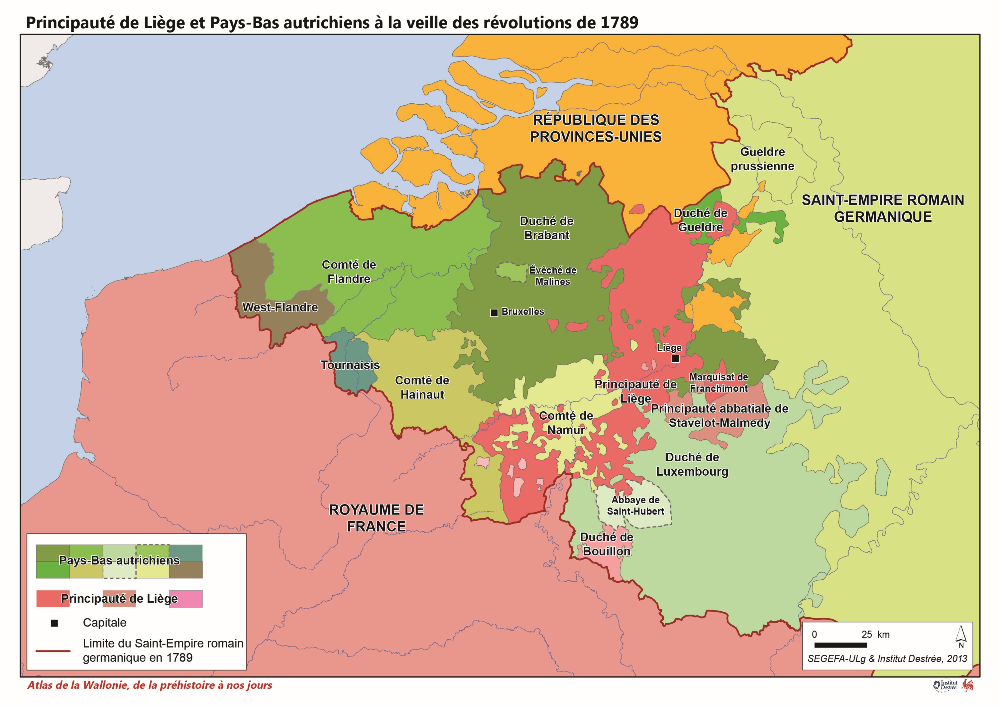 Principauté de Liège et Pays-Bas autrichiens à la veille des révolutions de 1789
RÉPUBLIQUE DES
PROVINCES-UNIES
Gueldre
prussienne
SAINT-EMPIRE ROMAIN
GERMANIQUE
Duché de
Gueldre
Duché de
Brabant
Comté de
Flandre
Évêché de
Malines
West-Flandre
Bruxelles
Liège
Tournaisis
Comté de
Hainaut
Marquisat de
Franchimont
Principauté de
Liège
Principauté abbatiale de
Stavelot-Malmedy
Comté de
Namur
Duché de
Luxembourg
Abbaye de
Saint-Hubert
ROYAUME DE
FRANCE
Duché de
Bouillon
Pays-Bas autrichiens
Principauté de Liège
Capitale
Limite du Saint-Empire romain
germanique en 1789
0 25 km
N
SEGEFA-ULg & Institut Destrée, 2013
Atlas de la Wallonie, de la préhistoire à nos jours
Institut
Destrée